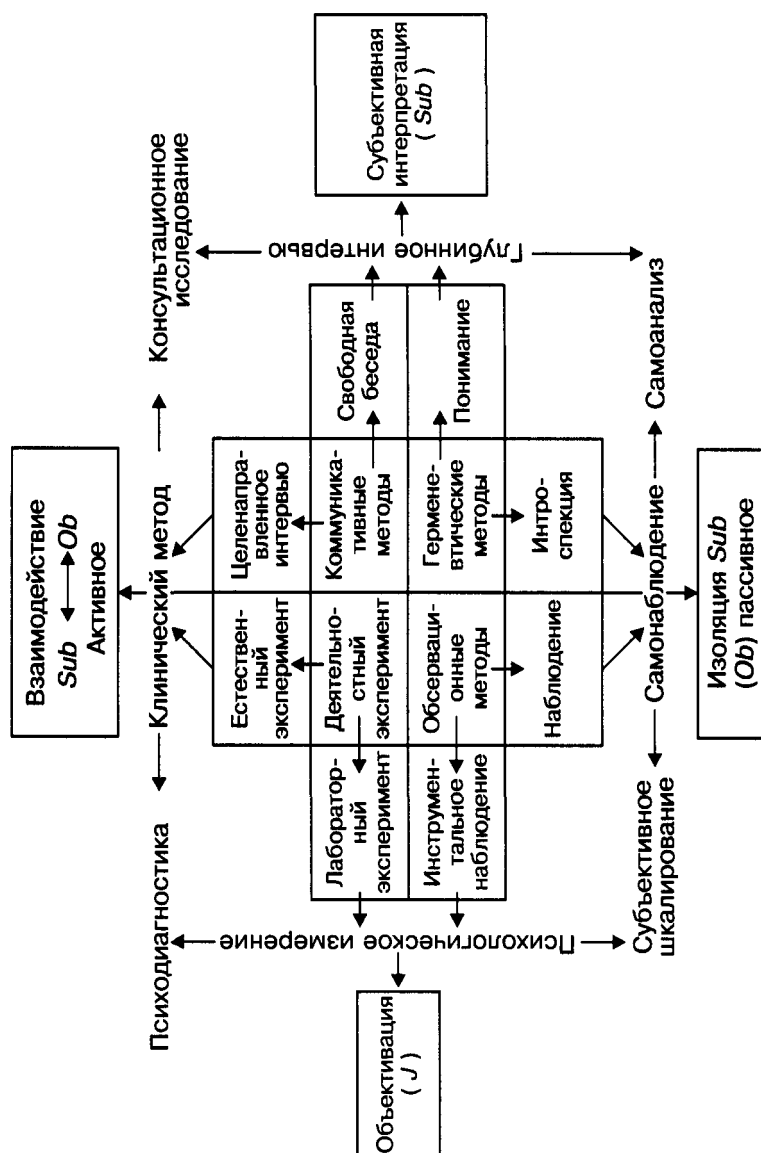 Взаимодействие
Sub Ob
Активное
Психодиагностика
Клинический метод
Консультационное
исследование
Естествен-
ный
эксперимент
Целенапра-
вленное
интервью
Объективация
( J )
Психологическое измерение
Лаборатор-
ный
эксперимент
Деятельно-
стный
эксперимент
Коммуника-
тивные
методы
Свободная
беседа
Глубинное интервью
Субъективная
интерпретация
( Sub )
Инструмен-
тальное
наблюдение
Обсерваци-
онные
методы
Гермене-
втические
методы
Понимание
Наблюдение
Интро-
спекция
Субъективное
шкалирование
Самонаблюдение
Самоанализ
Изоляция Sub
(Ob) пассивное